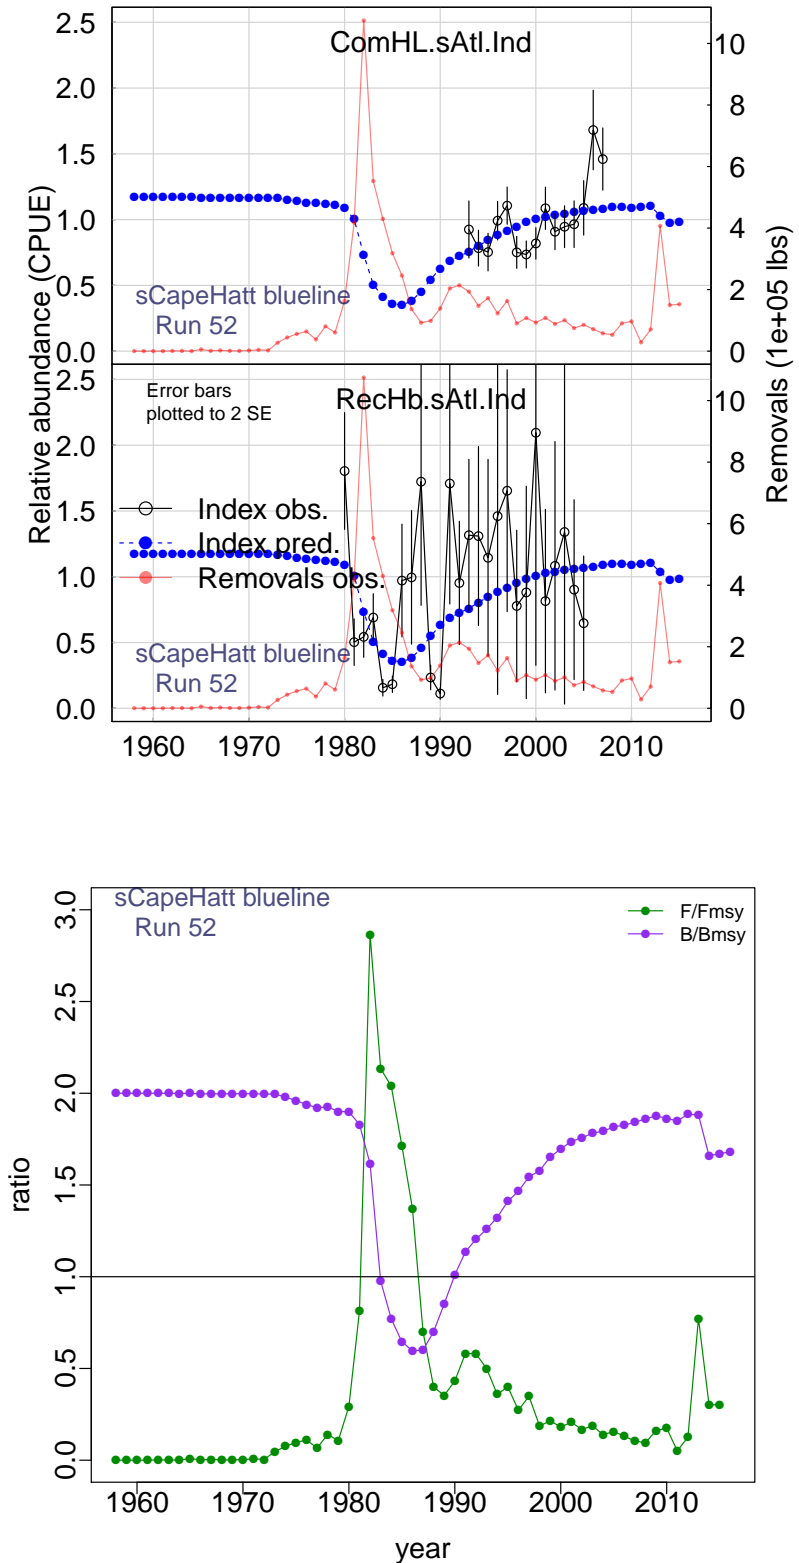 ComHL.sAtl.Ind
2.5
2.0
1.5
1.0
0.5
0.0
10
8
6
4
2
0
sCapeHatt blueline
Run 52
Relative abundance (CPUE)
Removals (1e+05 lbs)
Error bars
plotted to 2 SE
RecHb.sAtl.Ind
2.5
2.0
1.5
1.0
0.5
0.0
10
8
6
4
2
0
Index obs.
Index pred.
Removals obs.
sCapeHatt blueline
Run 52
1960 1970 1980 1990 2000 2010
sCapeHatt blueline
Run 52
F/Fmsy
B/Bmsy
3.0
2.5
2.0
1.5
1.0
0.5
0.0
ratio
1960 1970 1980 1990 2000 2010
year